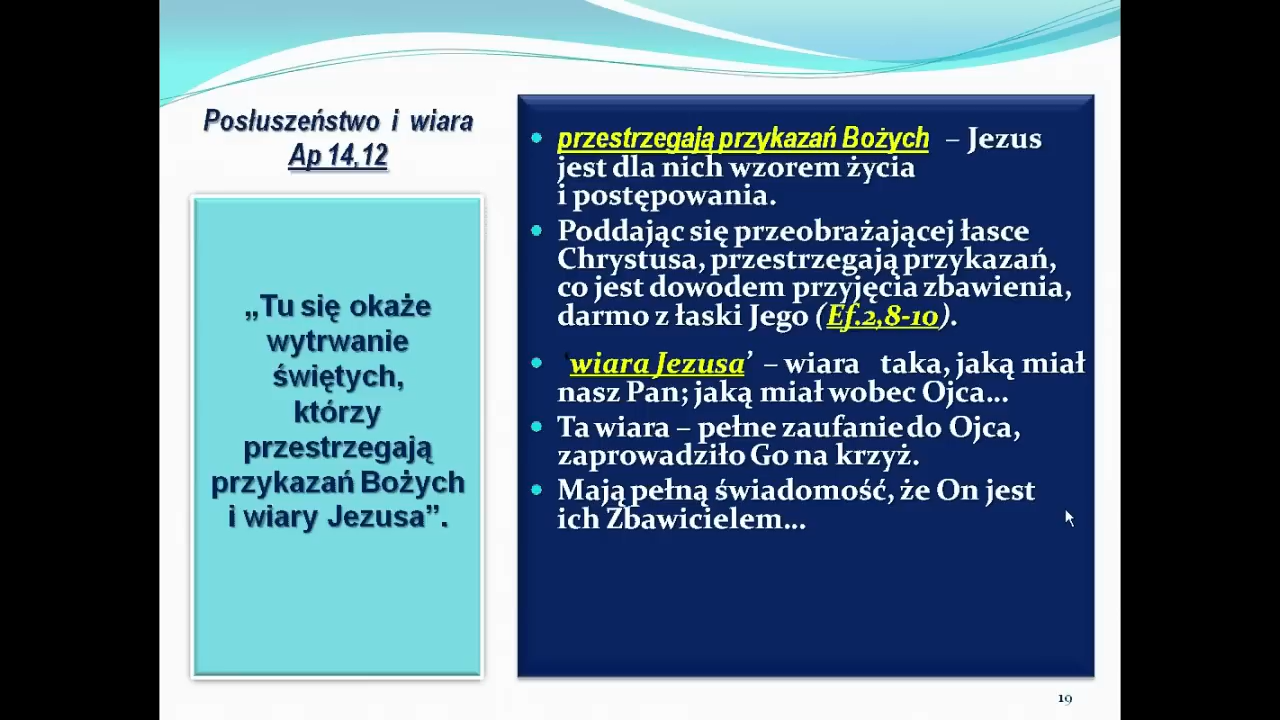 Posłuszeństwo i wiara
Ap 14,12
„Tu się okaże
wytrwanie
świętych,
którzy
przestrzegają
przykazań Bożych
i wiary Jezusa”.
przestrzegają przykazań Bożych – Jezus
jest dla nich wzorem życia
i postępowania.
Poddając się przeobrażającej łasce
Chrystusa, przestrzegają przykazań,
co jest dowodem przyjęcia zbawienia,
darmo z łaski Jego (Ef.2,8-10).
‘wiara Jezusa’ – wiara taka, jaką miał
nasz Pan; jaką miał wobec Ojca...
Ta wiara – pełne zaufanie do Ojca,
zaprowadziło Go na krzyż.
Mają pełną świadomość, że On jest
ich Zbawicielem...
19